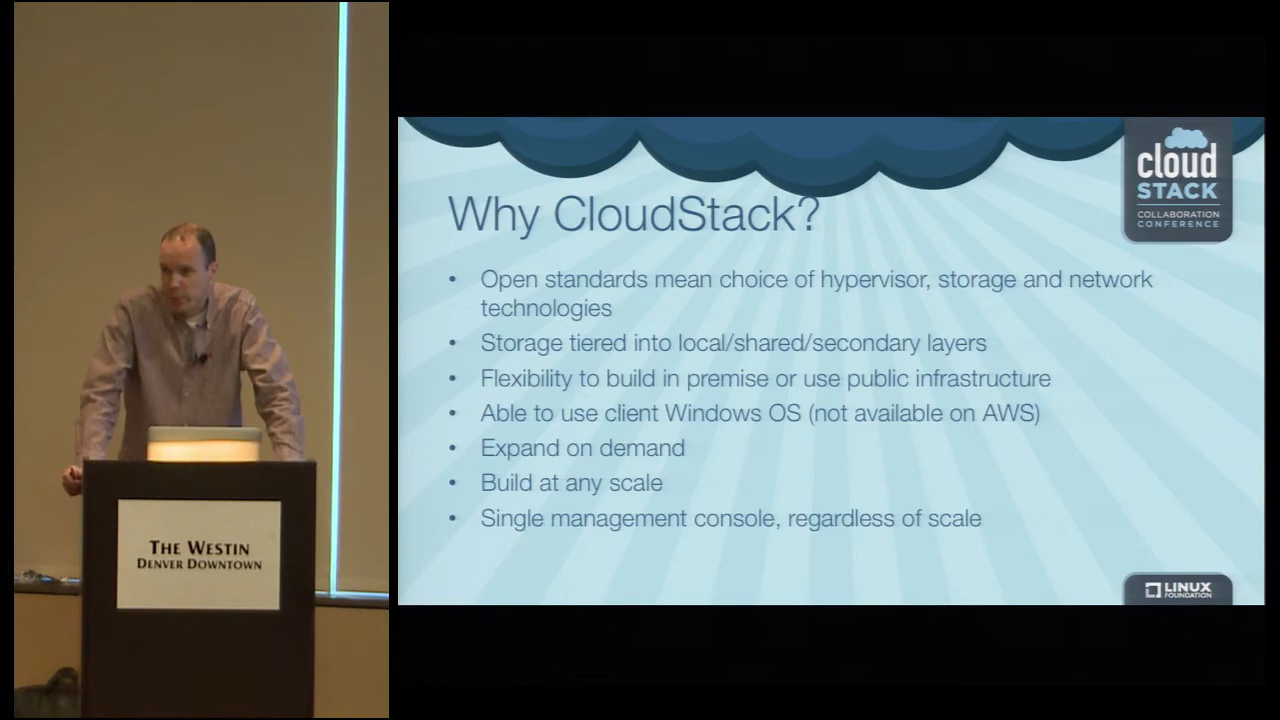 cloud
STACK
COLLABORATION
CONFERENCE
Why CloudStack?
• Open standards mean choice of hypervisor, storage and network
technologies
• Storage tiered into local/shared/secondary layers
• Flexibility to build in premise or use public infrastructure
• Able to use client Windows OS (not available on AWS)
• Expand on demand
• Build at any scale
• Single management console, regardless of scale
THE WESTIN
DENVER DOWNTOWN
LINUX
FOUNDATION